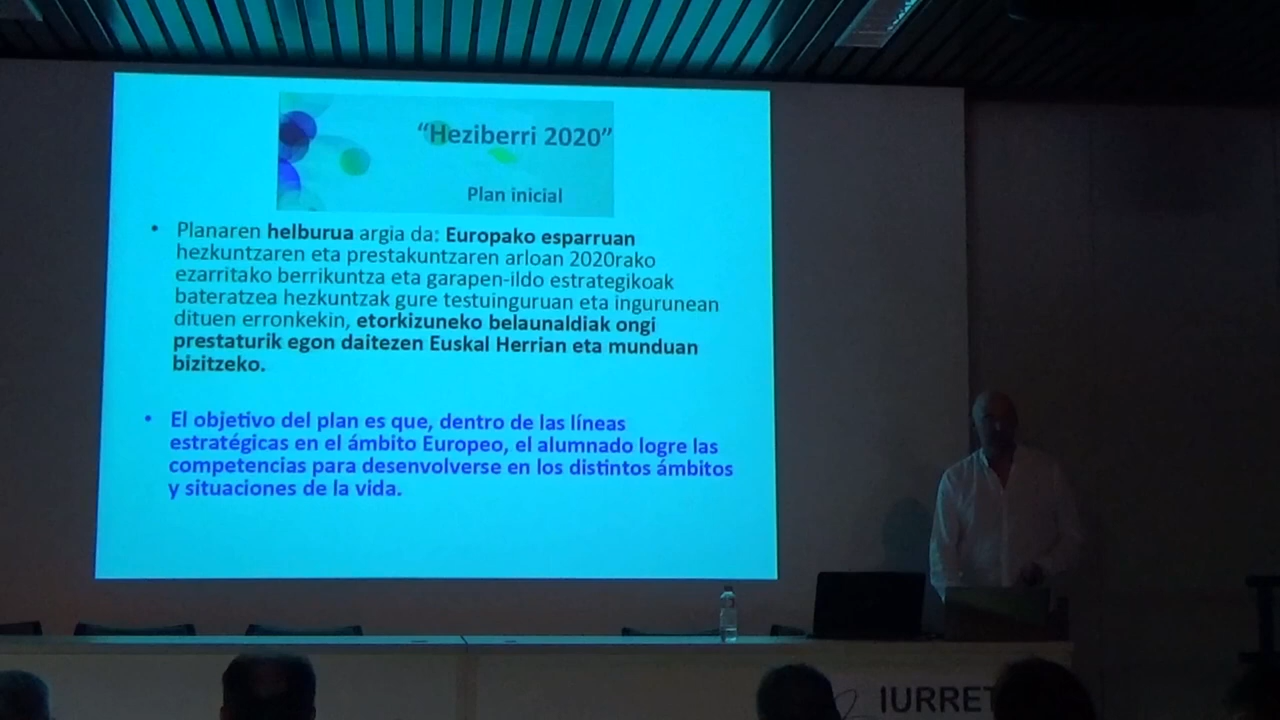 “Heziberri 2020”
Plan inicial
• Planaren helburua argia da: Europako esparruan
hezkuntzaren eta prestakuntzaren arloan 2020rako
ezarritako berrikuntza eta garapen-ildo estrategikoak
bateratzea hezkuntzak gure testuinguruan eta ingurunean
dituen erronkekin, etorkizuneko belaunaldiak ongi
prestaturik egon daitezen Euskal Herrian eta munduan
bizitzeko.
• El objetivo del plan es que, dentro de las líneas
estratégicas en el ámbito Europeo, el alumnado logre las
competencias para desenvolverse en los distintos ámbitos
y situaciones de la vida.
IURRET